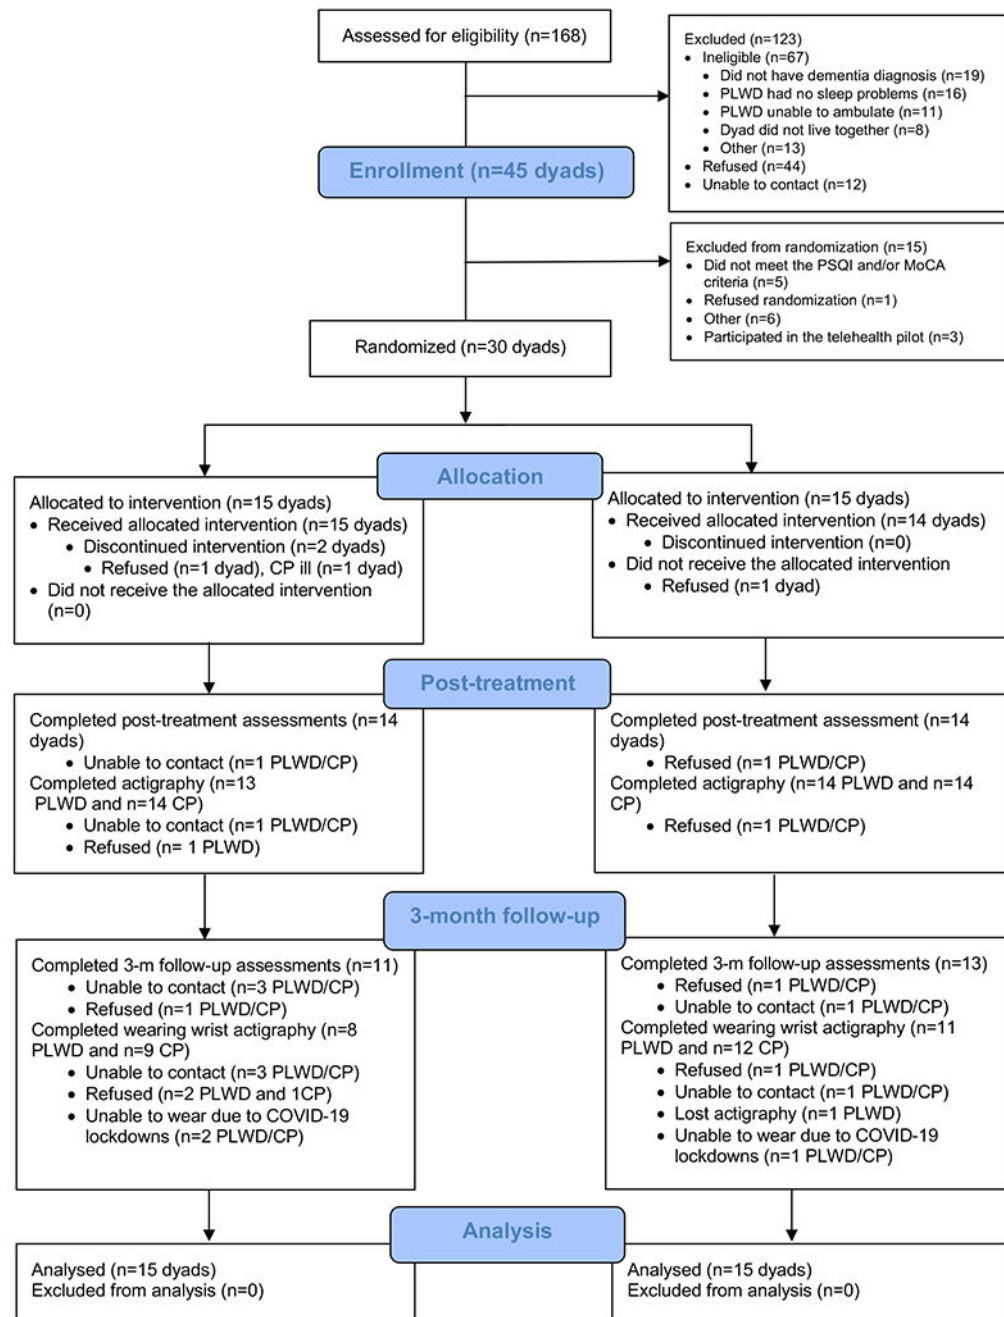 Assessed for eligibility (n=168)
Excluded (n=123)
• Ineligible (n=67)
• Did not have dementia diagnosis (n=19)
• PLWD had no sleep problems (n=16)
• PLWD unable to ambulate (n=11)
• Dyad did not live together (n=8)
• Other (n=13)
• Refused (n=44)
• Unable to contact (n=12)
Enrollment (n=45 dyads)
Excluded from randomization (n=15)
• Did not meet the PSQI and/or MoCA
criteria (n=5)
• Refused randomization (n=1)
• Other (n=6)
• Participated in the telehealth pilot (n=3)
Randomized (n=30 dyads)
Allocation
Allocated to intervention (n=15 dyads)
• Received allocated intervention (n=15 dyads)
• Discontinued intervention (n=2 dyads)
• Refused (n=1 dyad), CP ill (n=1 dyad)
• Did not receive the allocated intervention
(n=0)
Allocated to intervention (n=15 dyads)
• Received allocated intervention (n=14 dyads)
• Discontinued intervention (n=0)
• Did not receive the allocated intervention
• Refused (n=1 dyad)
Post-treatment
Completed post-treatment assessments (n=14
dyads)
• Unable to contact (n=1 PLWD/CP)
Completed actigraphy (n=13
PLWD and n=14 CP)
• Unable to contact (n=1 PLWD/CP)
• Refused (n= 1 PLWD)
Completed post-treatment assessment (n=14
dyads)
• Refused (n=1 PLWD/CP)
Completed actigraphy (n=14 PLWD and n=14
CP)
• Refused (n=1 PLWD/CP)
3-month follow-up
Completed 3-m follow-up assessments (n=11)
• Unable to contact (n=3 PLWD/CP)
• Refused (n=1 PLWD/CP)
Completed wearing wrist actigraphy (n=8
PLWD and n=9 CP)
• Unable to contact (n=3 PLWD/CP)
• Refused (n=2 PLWD and 1CP)
• Unable to wear due to COVID-19
lockdowns (n=2 PLWD/CP)
Completed 3-m follow-up assessments (n=13)
• Refused (n=1 PLWD/CP)
• Unable to contact (n=1 PLWD/CP)
Completed wearing wrist actigraphy (n=11
PLWD and n=12 CP)
• Refused (n=1 PLWD/CP)
• Unable to contact (n=1 PLWD/CP)
• Lost actigraphy (n=1 PLWD)
• Unable to wear due to COVID-19
lockdowns (n=1 PLWD/CP)
Analysis
Analysed (n=15 dyads)
Excluded from analysis (n=0)
Analysed (n=15 dyads)
Excluded from analysis (n=0)